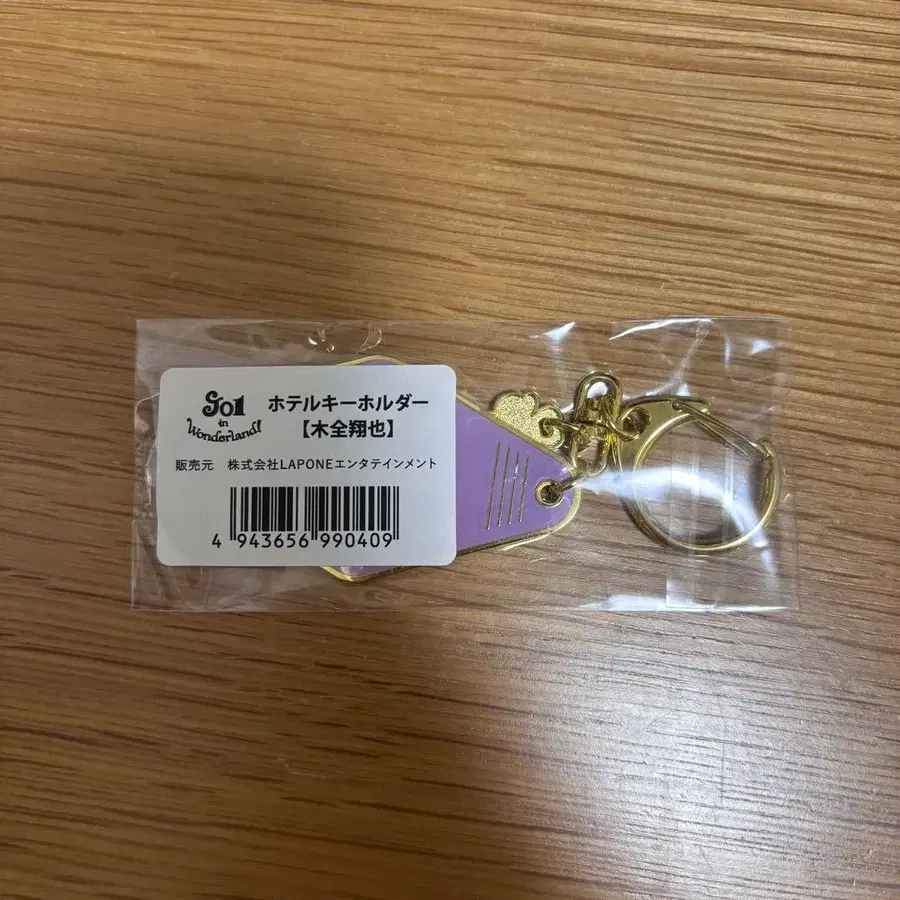 JO1
in
Wonderland!
ホテルキーホルダー
【木全翔也】
販売元 株式会社LAPONEエンタテインメント
4 943656 990409